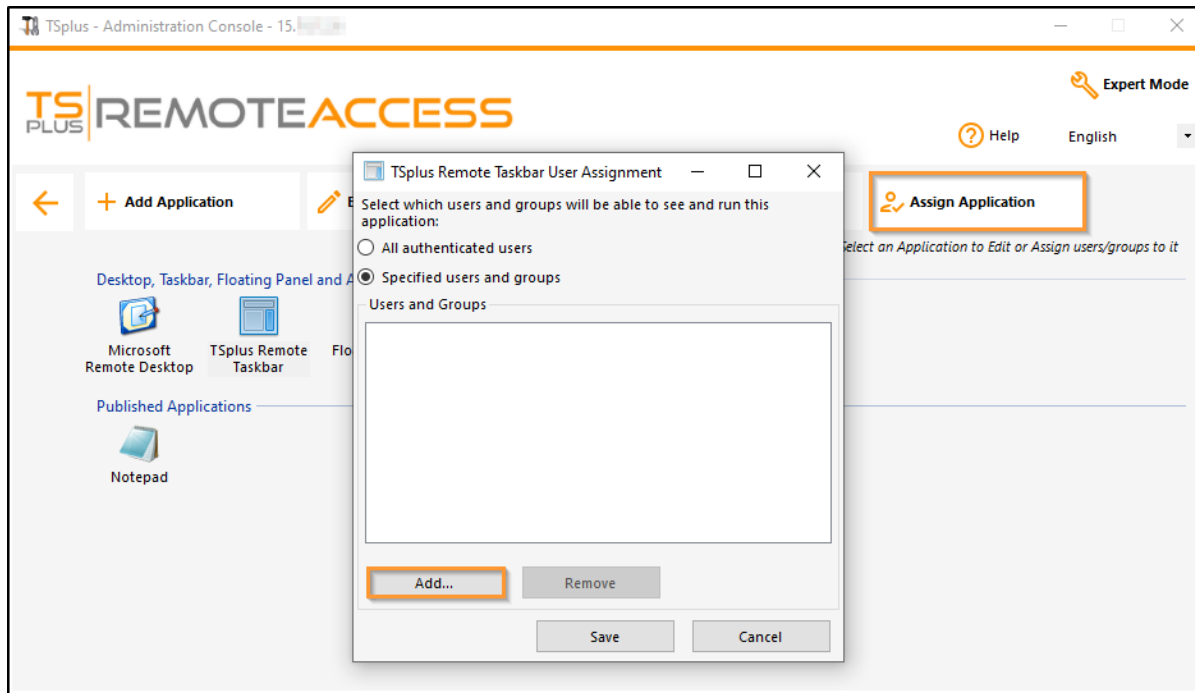 TSplus - Administration Console - 15.
Expert Mode
TS PLUS REMOTEACCESS
Help
English
Add Application
Assign Application
Select an Application to Edit or Assign users/groups to it
Desktop, Taskbar, Floating Panel and
Microsoft
Remote Desktop
TSplus Remote
Taskbar
Published Applications
Notepad
TSplus Remote Taskbar User Assignment
Select which users and groups will be able to see and run this
application:
All authenticated users
Specified users and groups
Users and Groups
Add...
Remove
Save
Cancel